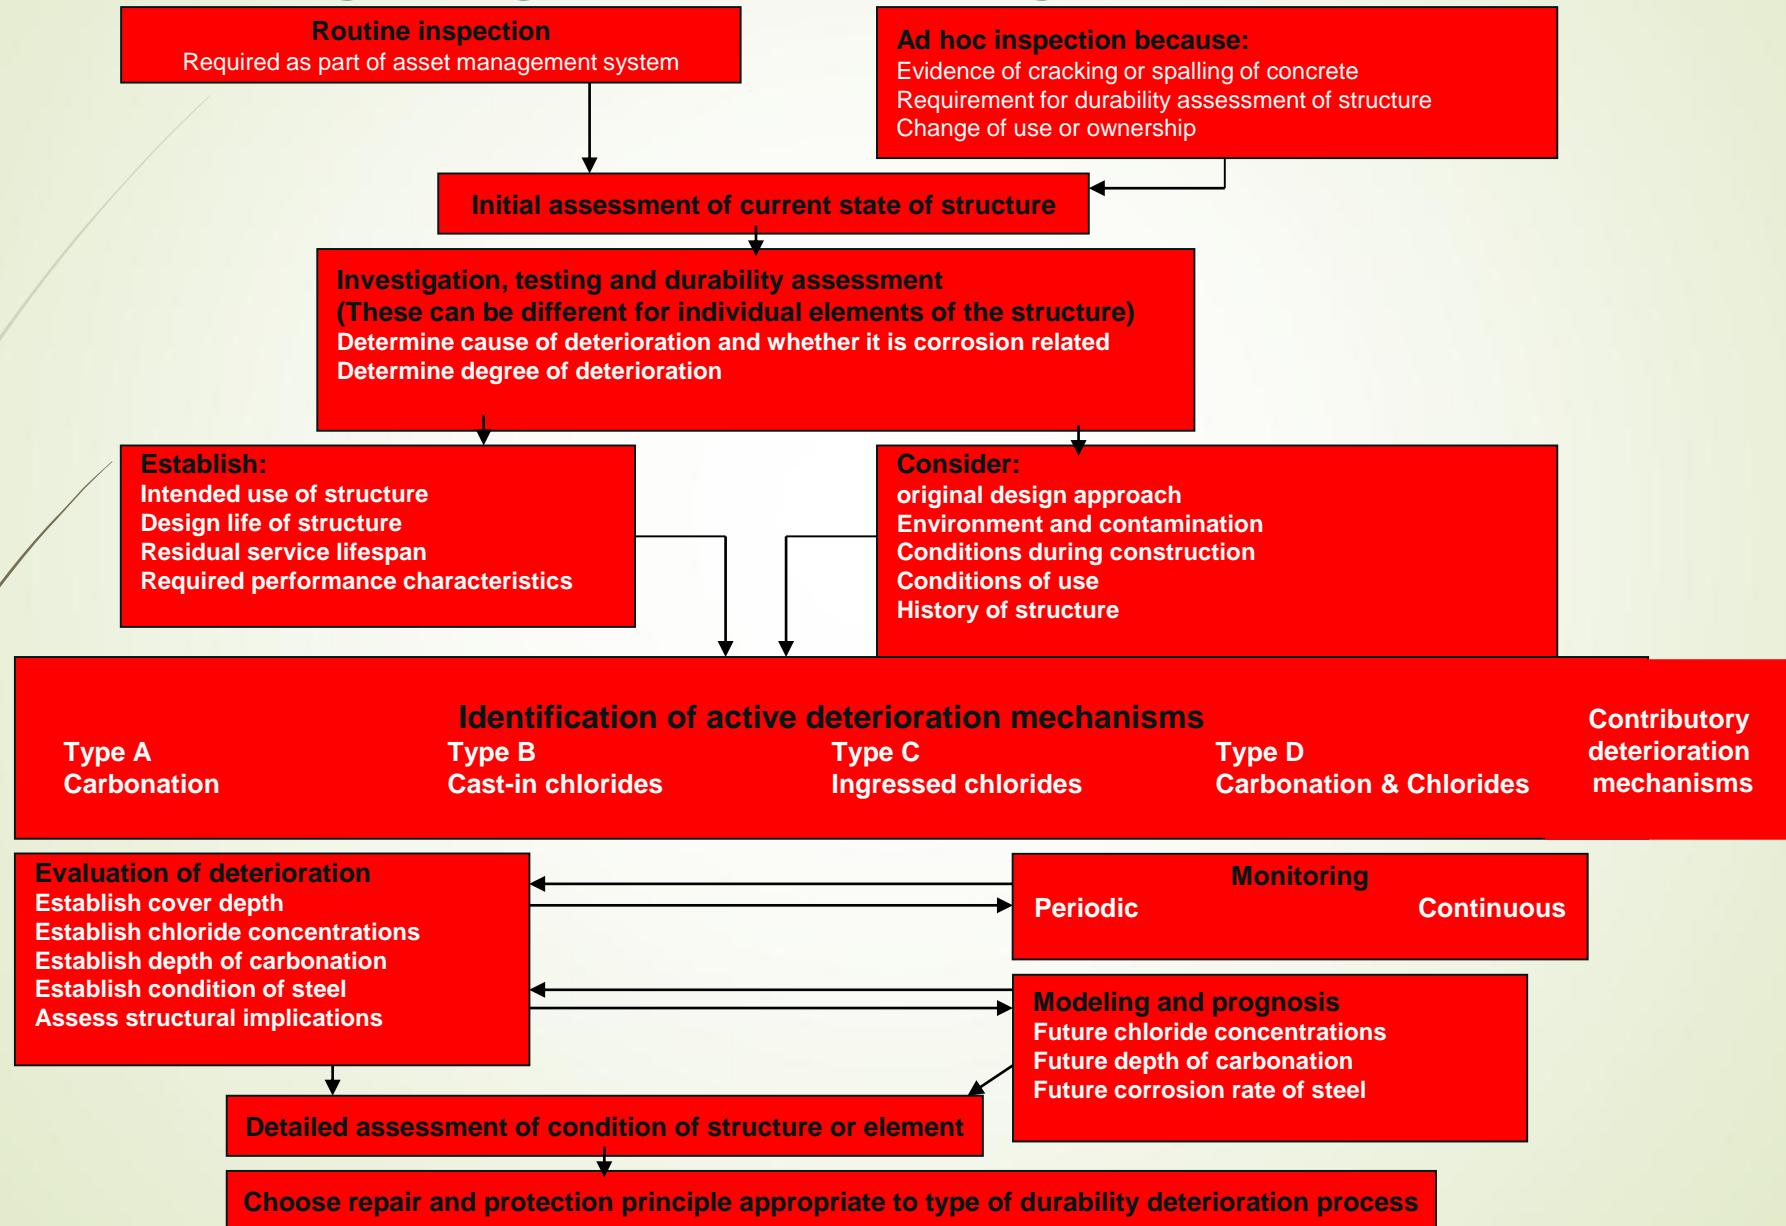 Routine inspection
Required as part of asset management system
Ad hoc inspection because:
Evidence of cracking or spalling of concrete
Requirement for durability assessment of structure
Change of use or ownership
Initial assessment of current state of structure
Investigation, testing and durability assessment
(These can be different for individual elements of the structure)
Determine cause of deterioration and whether it is corrosion related
Determine degree of deterioration
Establish:
Intended use of structure
Design life of structure
Residual service lifespan
Required performance characteristics
Consider:
original design approach
Environment and contamination
Conditions during construction
Conditions of use
History of structure
Identification of active deterioration mechanisms
Type A
Carbonation
Type B
Cast-in chlorides
Type C
Ingressed chlorides
Type D
Carbonation & Chlorides
Contributory
deterioration
mechanisms
Evaluation of deterioration
Establish cover depth
Establish chloride concentrations
Establish depth of carbonation
Establish condition of steel
Assess structural implications
Monitoring
Periodic Continuous
Modeling and prognosis
Future chloride concentrations
Future depth of carbonation
Future corrosion rate of steel
Detailed assessment of condition of structure or element
Choose repair and protection principle appropriate to type of durability deterioration process